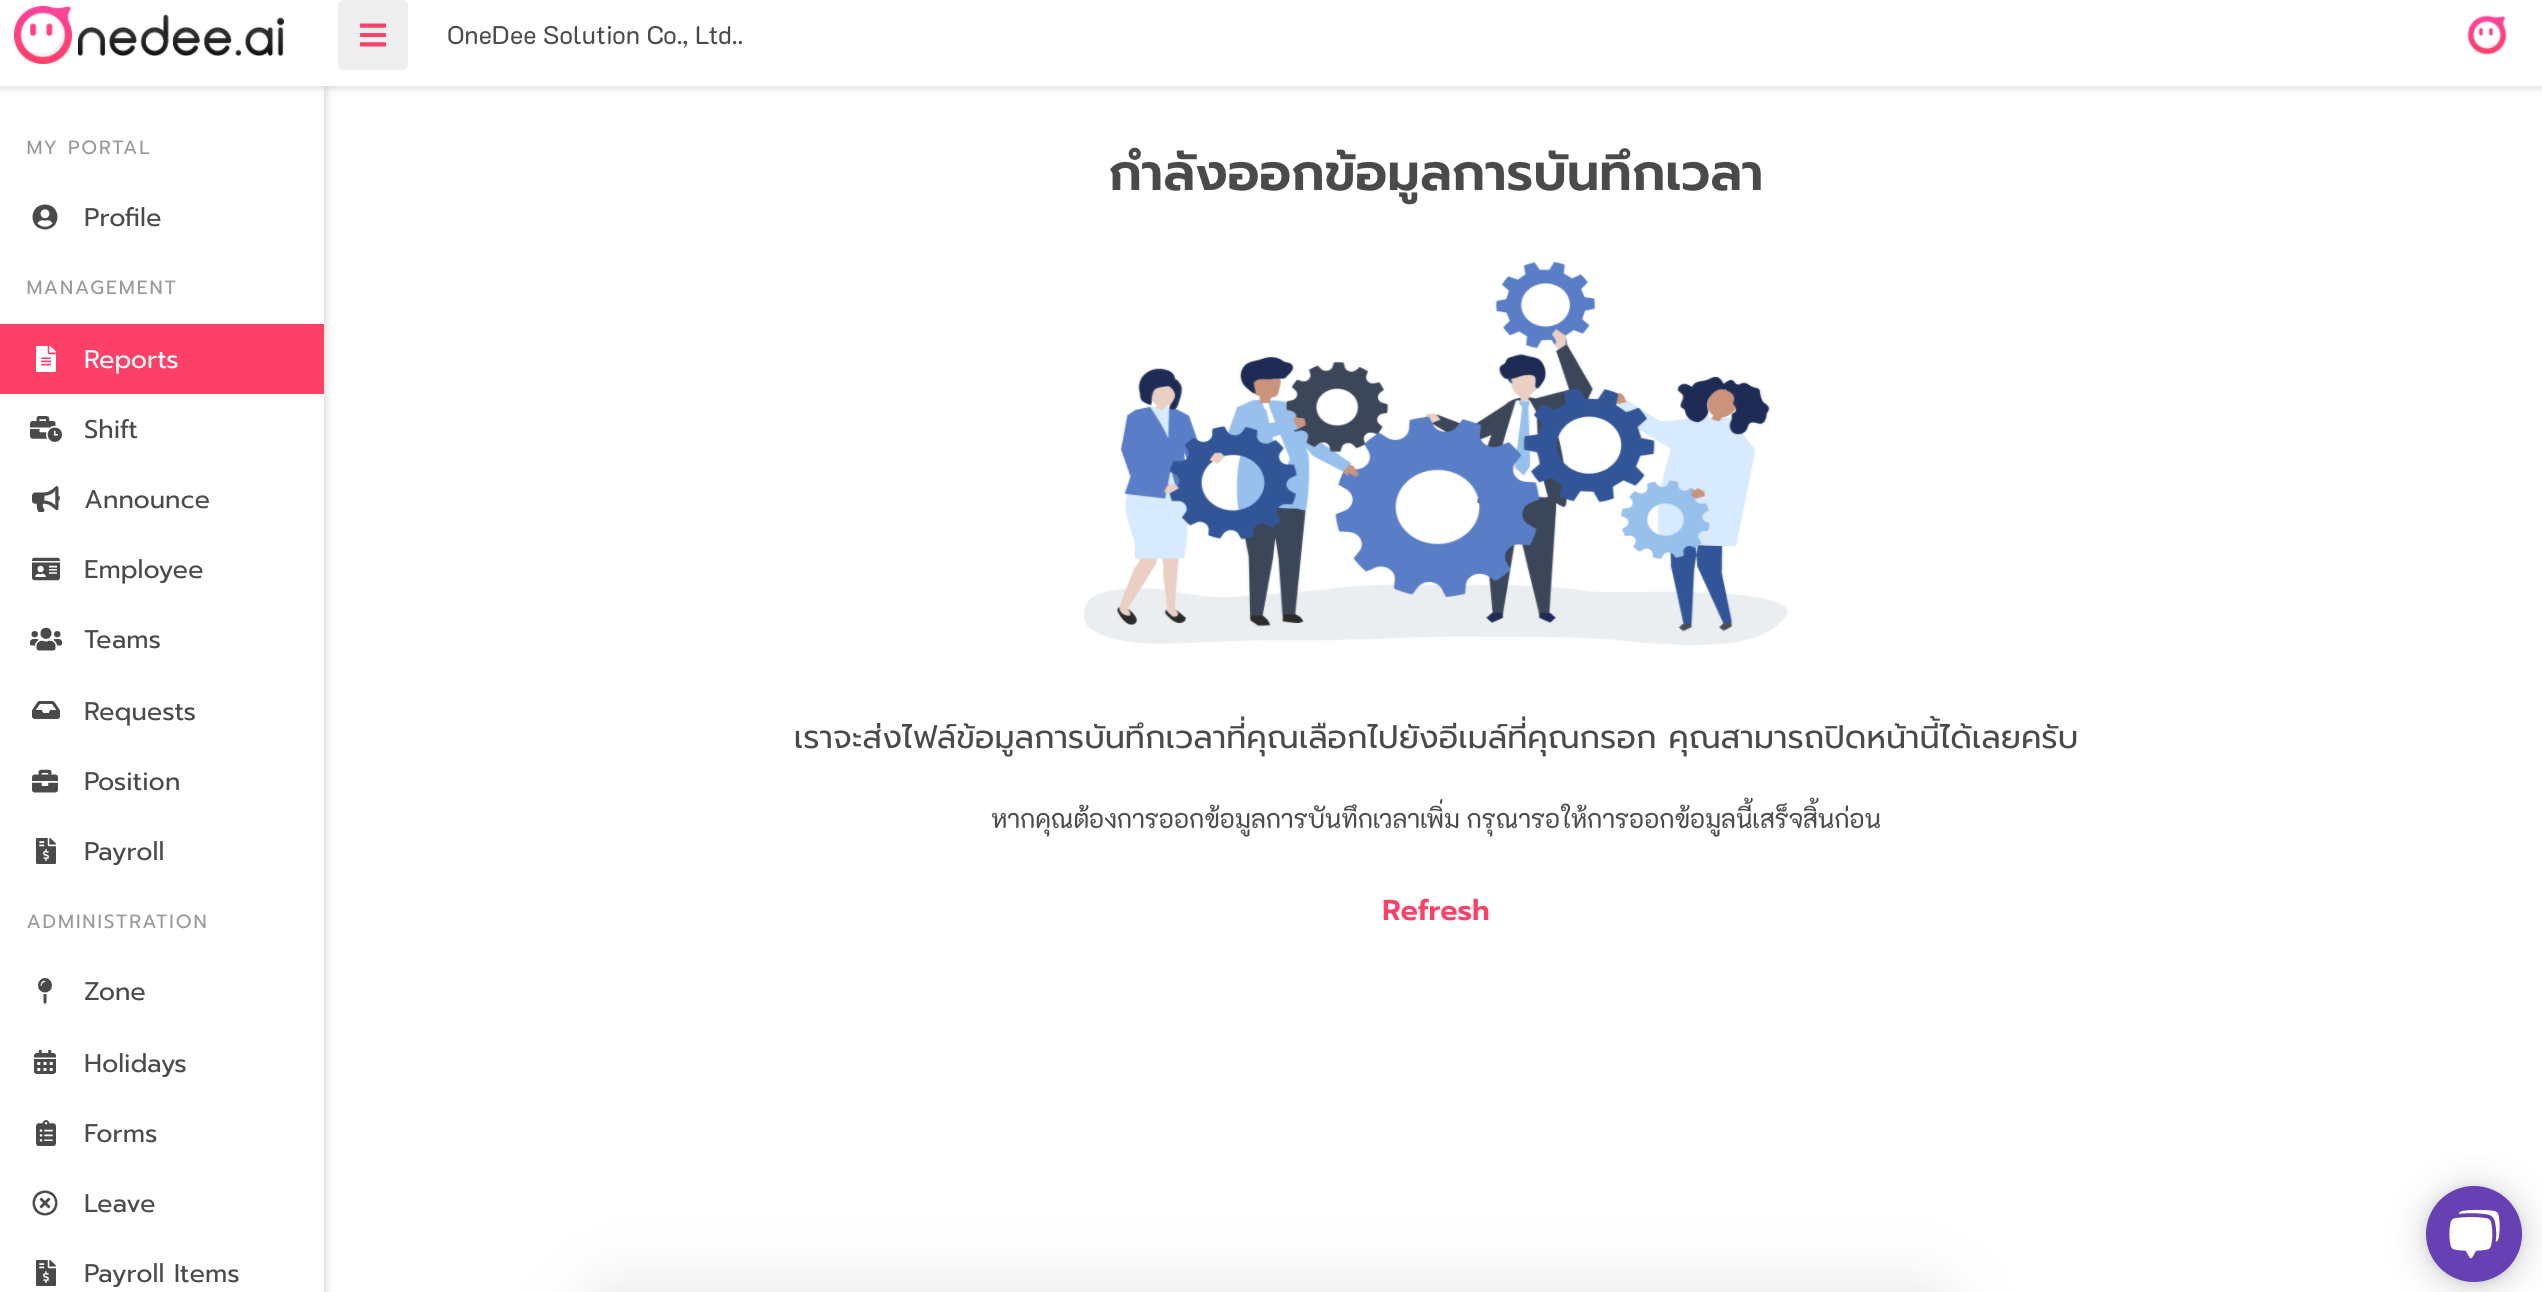 Onedee.ai
OneDee Solution Co., Ltd..
MY PORTAL
Profile
MANAGEMENT
Reports
Shift
Announce
Employee
Teams
Requests
Position
Payroll
ADMINISTRATION
Zone
Holidays
Forms
Leave
Payroll Items
กำลังออกข้อมูลการบันทึกเวลา
เราจะส่งไฟล์ข้อมูลการบันทึกเวลาที่คุณเลือกไปยังอีเมล์ที่คุณกรอก คุณสามารถปิดหน้านี้ได้เลยครับ
หากคุณต้องการออกข้อมูลการบันทึกเวลาเพิ่ม กรุณารอให้การออกข้อมูลนี้เสร็จสิ้นก่อน
Refresh